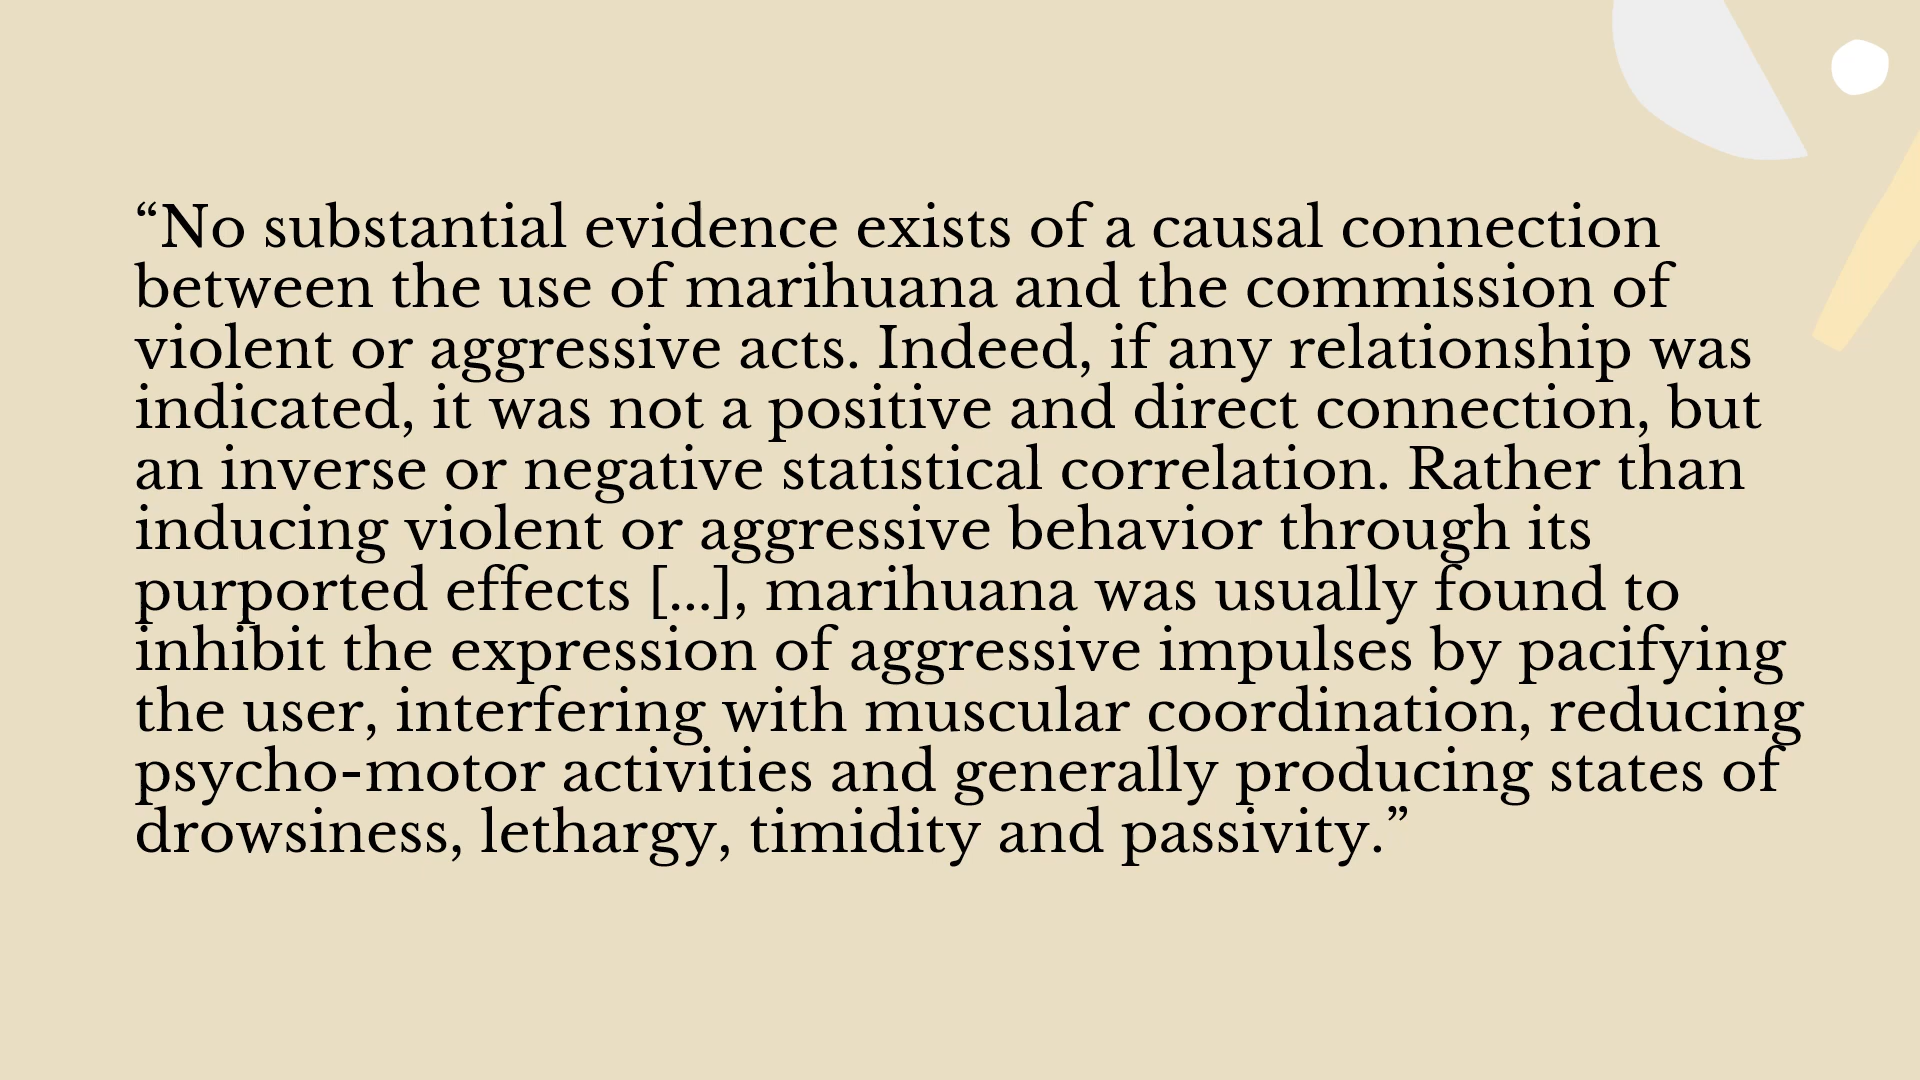 “No substantial evidence exists of a causal connection
between the use of marihuana and the commission of
violent or aggressive acts. Indeed, if any relationship was
indicated, it was not a positive and direct connection, but
an inverse or negative statistical correlation. Rather than
inducing violent or aggressive behavior through its
purported effects [...], marihuana was usually found to
inhibit the expression of aggressive impulses by pacifying
the user, interfering with muscular coordination, reducing
psycho-motor activities and generally producing states of
drowsiness, lethargy, timidity and passivity.”